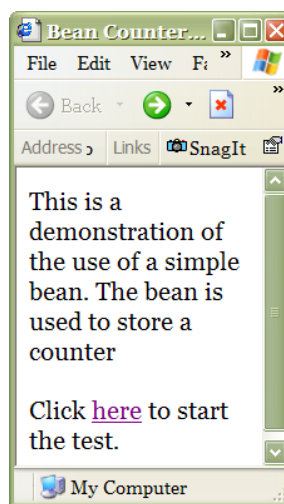 Bean Counter...
File Edit View Fa »
Back »
Address Links SnagIt
This is a
demonstration of
the use of a simple
bean. The bean is
used to store a
counter
Click here to start
the test.
My Computer